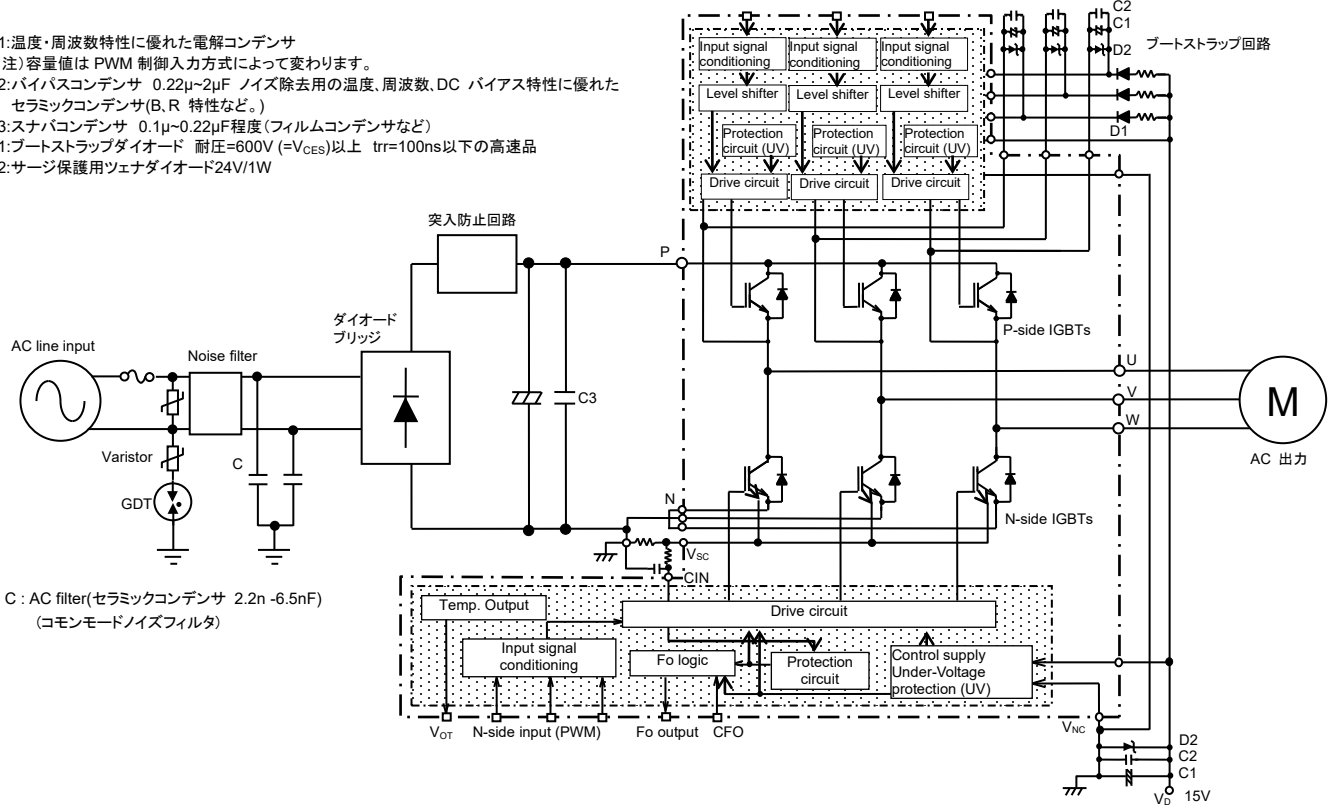 1:温度・周波数特性に優れた電解コンデンサ
注)容量値は PWM 制御入力方式によって変わります。
2:バイパスコンデンサ 0.22μ~2μF ノイズ除去用の温度、周波数、DC バイアス特性に優れた
セラミックコンデンサ(B、R 特性など。)
3:スナバコンデンサ 0.1μ~0.22μF程度(フィルムコンデンサなど)
1:ブートストラップダイオード 耐圧=600V (=VCES)以上 trr=100ns以下の高速品
2:サージ保護用ツェナダイオード24V/1W
C2
C1
D2
ブートストラップ回路
D1
Input signal conditioning
Input signal conditioning
Input signal conditioning
Level shifter
Level shifter
Level shifter
Protection circuit (UV)
Protection circuit (UV)
Protection circuit (UV)
Drive circuit
Drive circuit
Drive circuit
突入防止回路
P
ダイオード
ブリッジ
P-side IGBTs
AC line input
Noise filter
C3
U
V
W
M
AC 出力
Varistor
C
GDT
N
N-side IGBTs
VSC
CIN
C : AC filter(セラミックコンデンサ 2.2n -6.5nF)
(コモンモードノイズフィルタ)
Temp. Output
Drive circuit
Input signal conditioning
Fo logic
Protection circuit
Control supply
Under-Voltage
protection (UV)
VOT
N-side input (PWM)
Fo output
CFO
VNC
D2
C2
C1
VD
15V